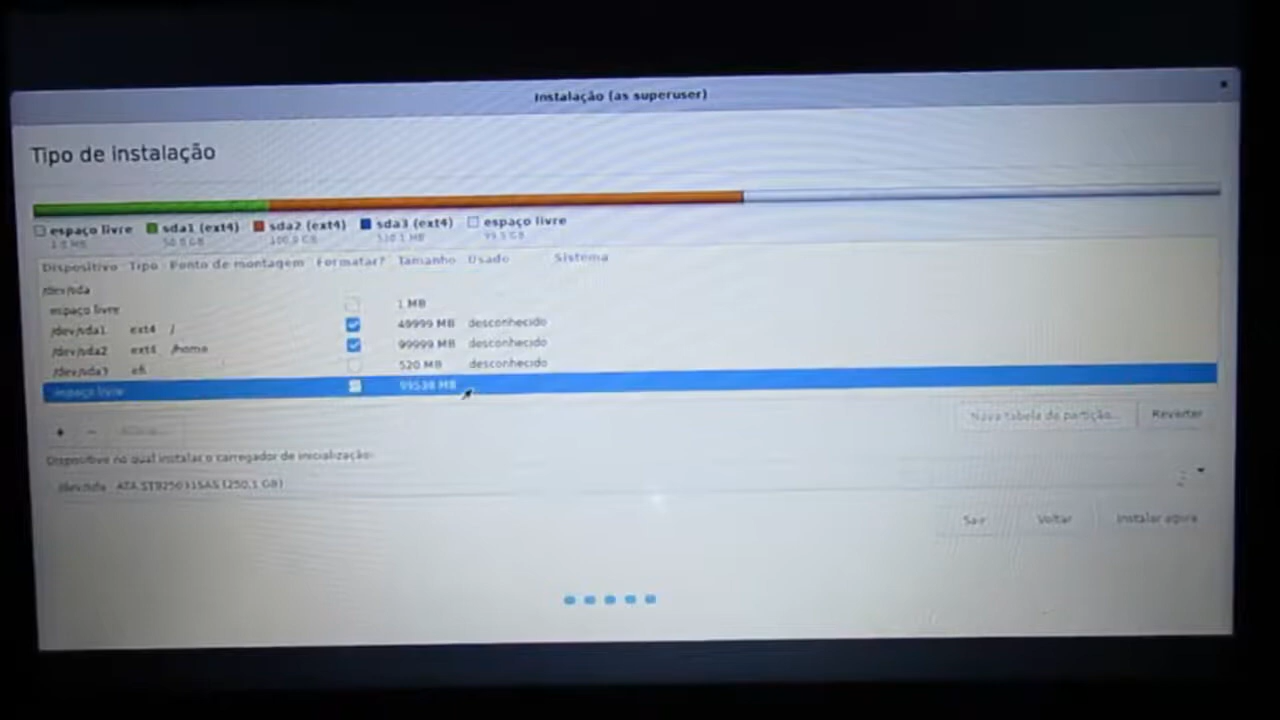 Instalação (as superuser)
Tipo de instalação
espaço livre sda1 (ext4) sda2 (ext4) sda3 (ext4) espaço livre
Dispositivo Tipo Ponto de montagem Formatar? Tamanho Usado Sistema
/dev/sda
espaço livre 1 MB
/dev/sda1 ext4 / 49999 MB desconhecido
/dev/sda2 ext4 /home 99999 MB desconhecido
/dev/sda3 efi 520 MB desconhecido
espaço livre 99538 MB
+ - Nova tabela de partição... Reverter
Dispositivo no qual instalar o carregador de inicialização:
/dev/sda (250.1 GB)
Sair Voltar Instalar agora